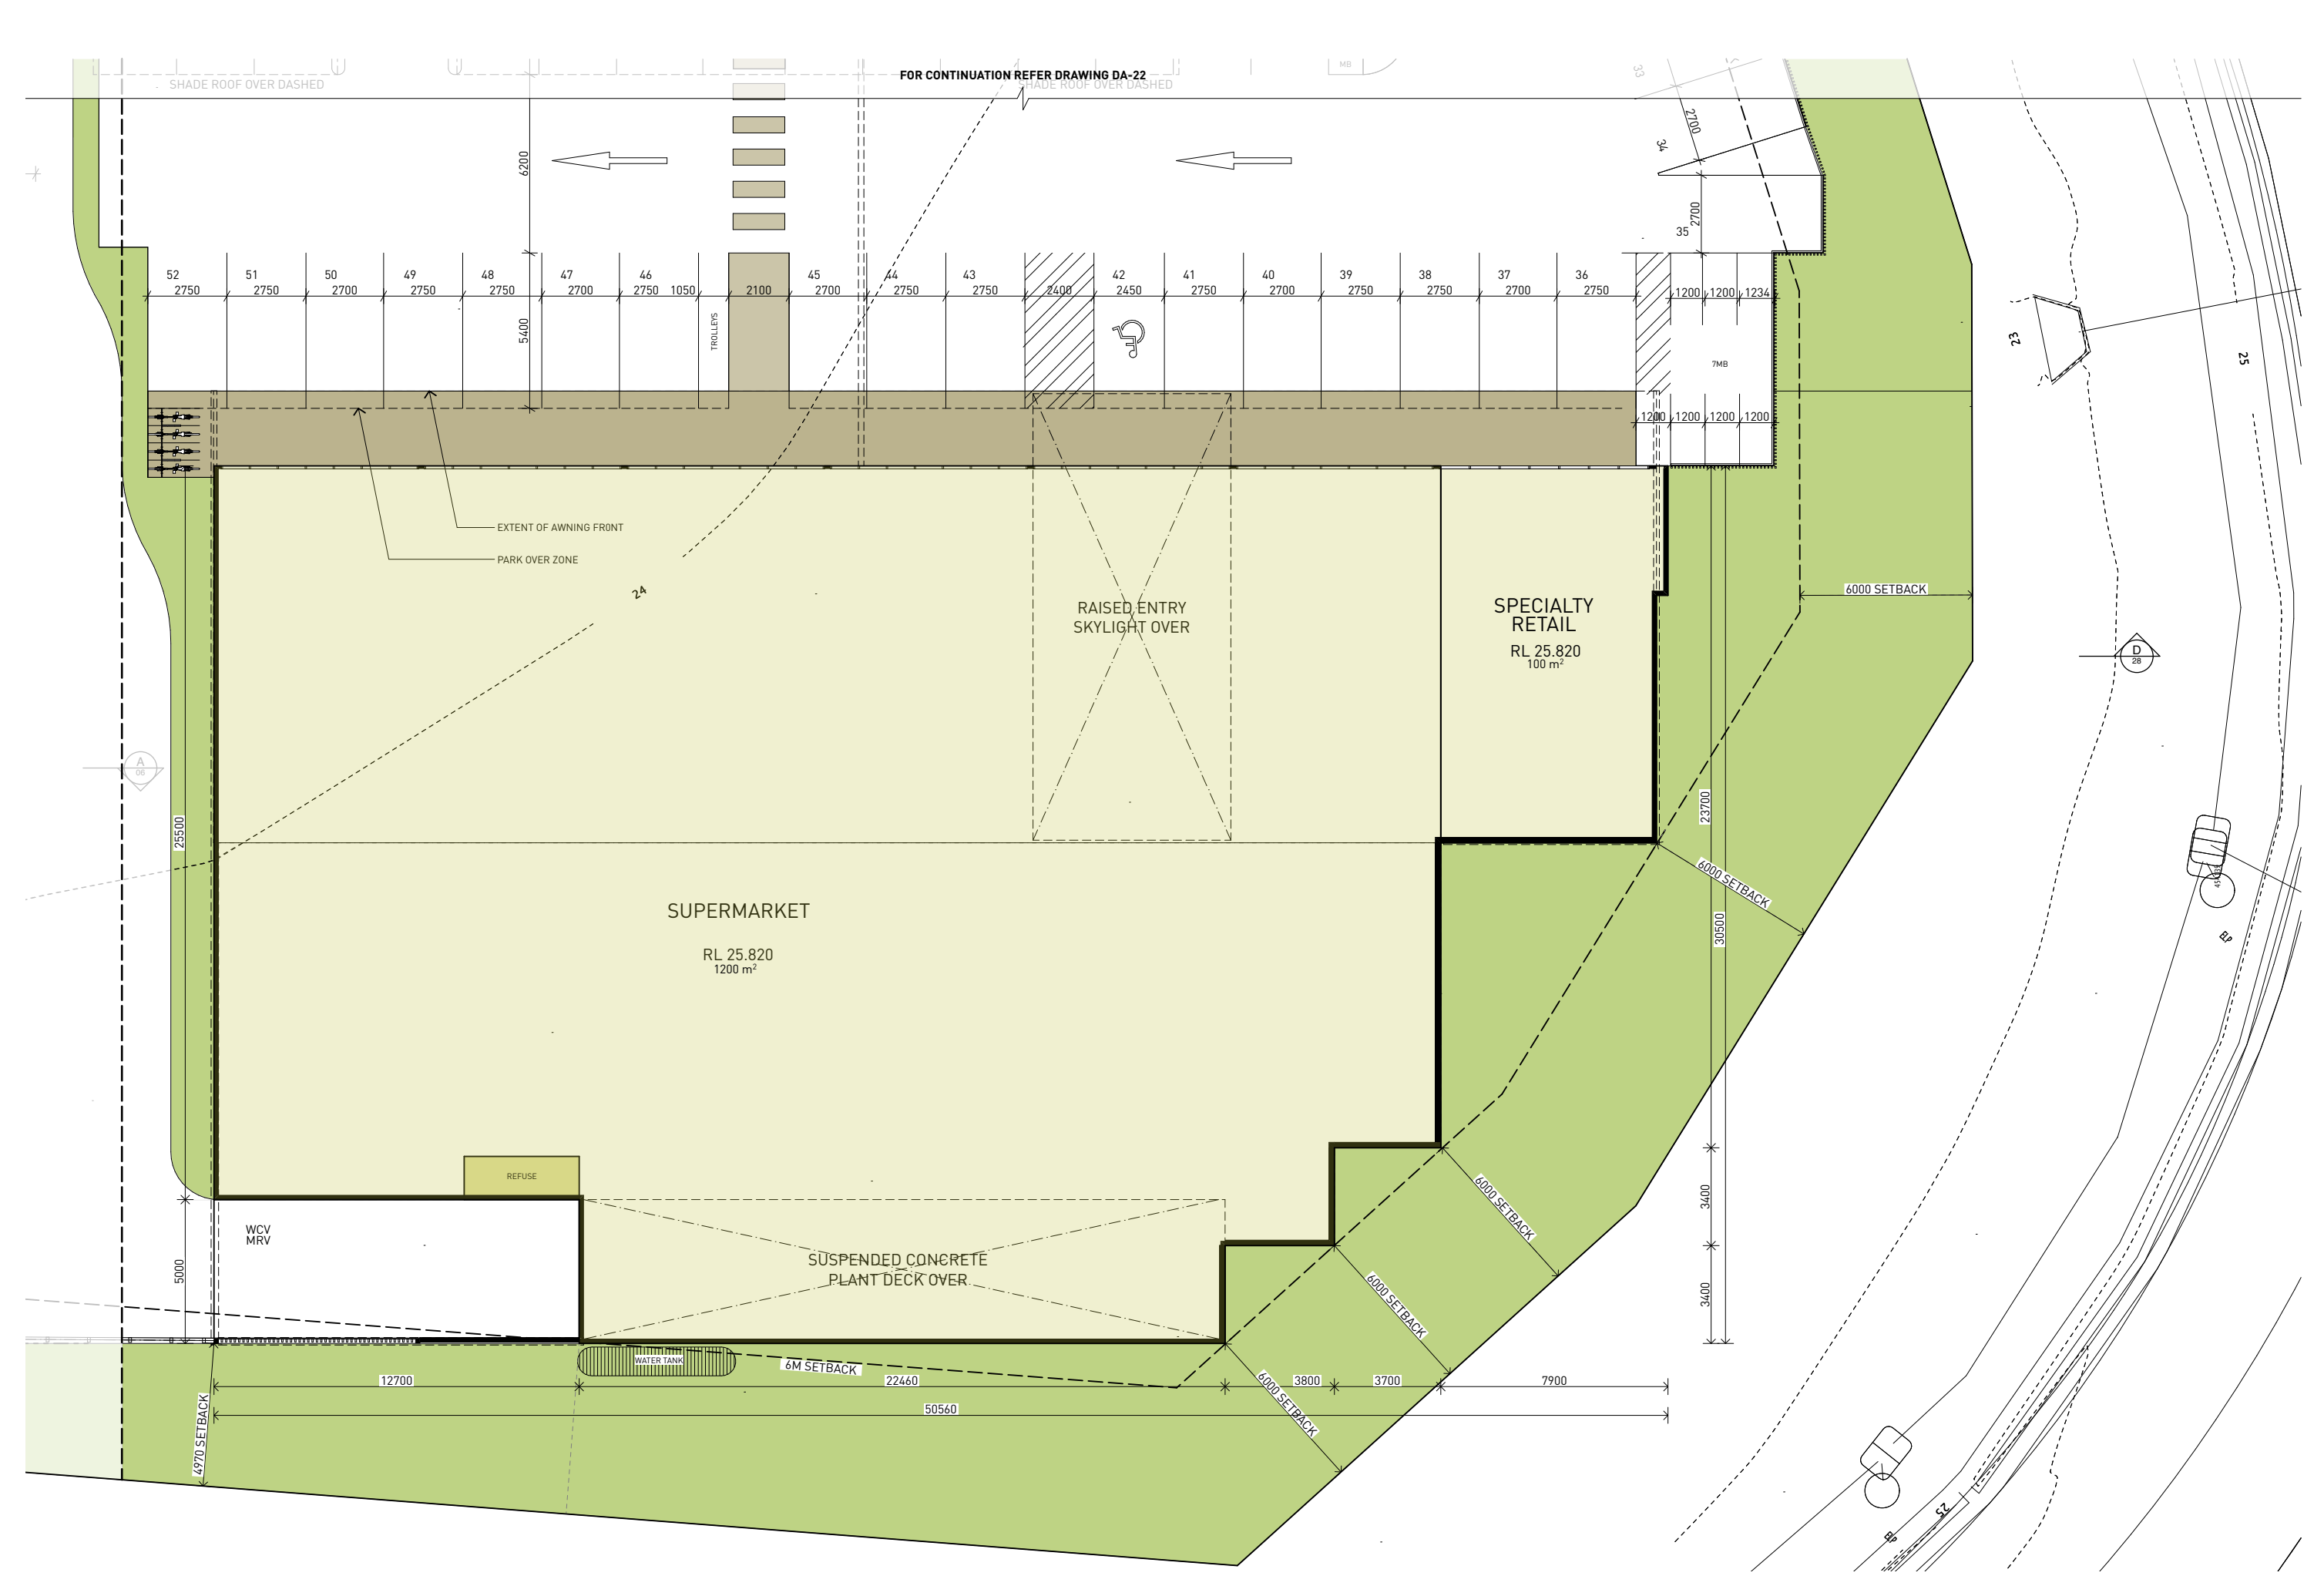 FOR CONTINUATION REFER DRAWING DA-22
SHADE ROOF OVER DASHED
SHADE ROOF OVER DASHED
MB
33
2700
34
6200
2700
35
52 51 50 49 48 47 46 45 44 43 42 41 40 39 38 37 36
2750 2750 2700 2750 2750 2700 2750 1050 2100 2700 2750 2750 2400 2450 2750 2700 2750 2750 2700 2750 1200 1200 1234
5400
TROLLEYS
7MB
1200 1200 1200 1200
23
25
EXTENT OF AWNING FRONT
PARK OVER ZONE
24
RAISED ENTRY
SKYLIGHT OVER
SPECIALTY
RETAIL
RL 25.820
100 m²
6000 SETBACK
D
28
A
06
25500
23700
6000 SETBACK
30500
SUPERMARKET
RL 25.820
1200 m²
ELP
REFUSE
6000 SETBACK
3400
WCV
MRV
5000
SUSPENDED CONCRETE
PLANT DECK OVER
6000 SETBACK
3400
WATER TANK
6M SETBACK
12700 22460 3800 3700 7900
6000 SETBACK
50560
4970 SETBACK
25
ELP